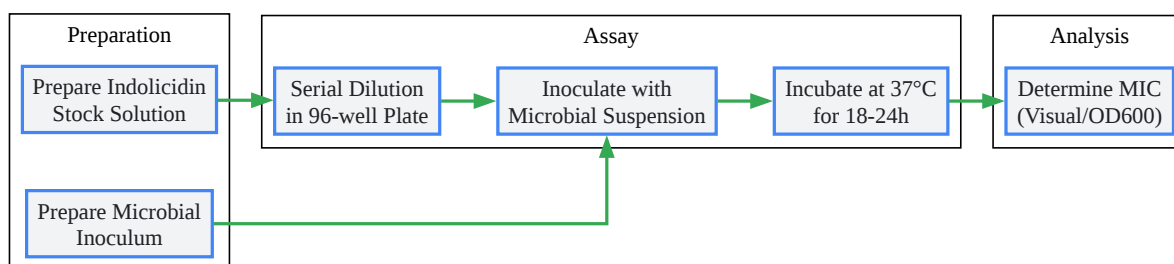 Preparation
Prepare Indolicidin
Stock Solution
Prepare Microbial
Inoculum
Assay
Serial Dilution
in 96-well Plate
Inoculate with
Microbial Suspension
Incubate at 37°C
for 18-24h
Analysis
Determine MIC
(Visual/OD600)